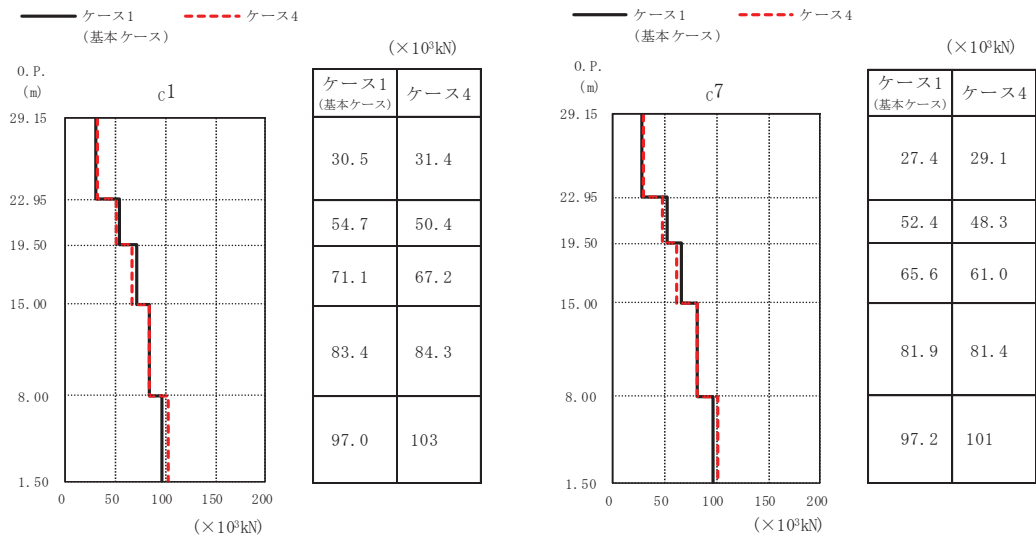 ケース1
(基本ケース)
ケース4
(×10³kN)
O.P.
(m)
C1
29.15
22.95
19.50
15.00
8.00
1.50
0 50 100 150 200
(×10³kN)
ケース1
(基本ケース)
ケース4
30.5 31.4
54.7 50.4
71.1 67.2
83.4 84.3
97.0 103
ケース1
(基本ケース)
ケース4
(×10³kN)
O.P.
(m)
C7
29.15
22.95
19.50
15.00
8.00
1.50
0 50 100 150 200
(×10³kN)
ケース1
(基本ケース)
ケース4
27.4 29.1
52.4 48.3
65.6 61.0
81.9 81.4
97.2 101